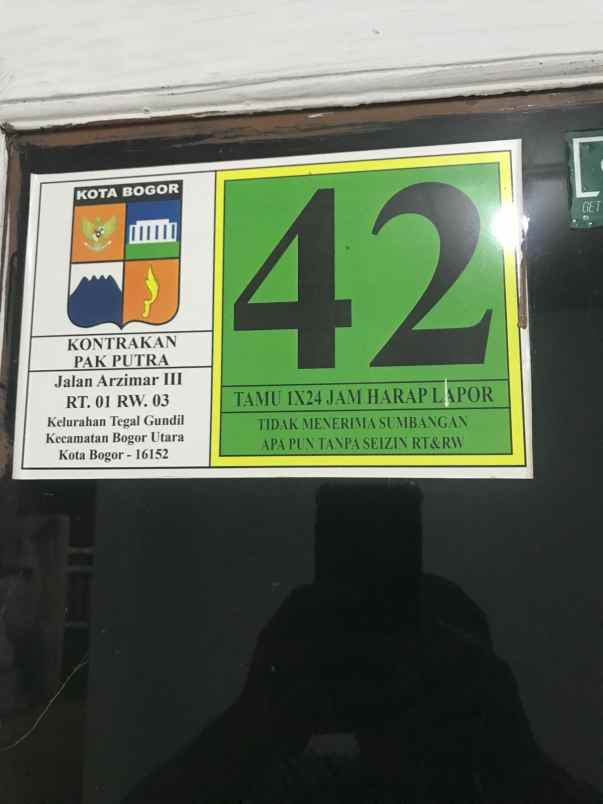 KOTA BOGOR
KONTRAKAN
PAK PUTRA
Jalan Arzimar III
RT. 01 RW. 03
Kelurahan Tegal Gundil
Kecamatan Bogor Utara
Kota Bogor - 16152
42
TAMU 1X24 JAM HARAP LAPOR
TIDAK MENERIMA SUMBANGAN
APA PUN TANPA SEIZIN RT&RW
GET